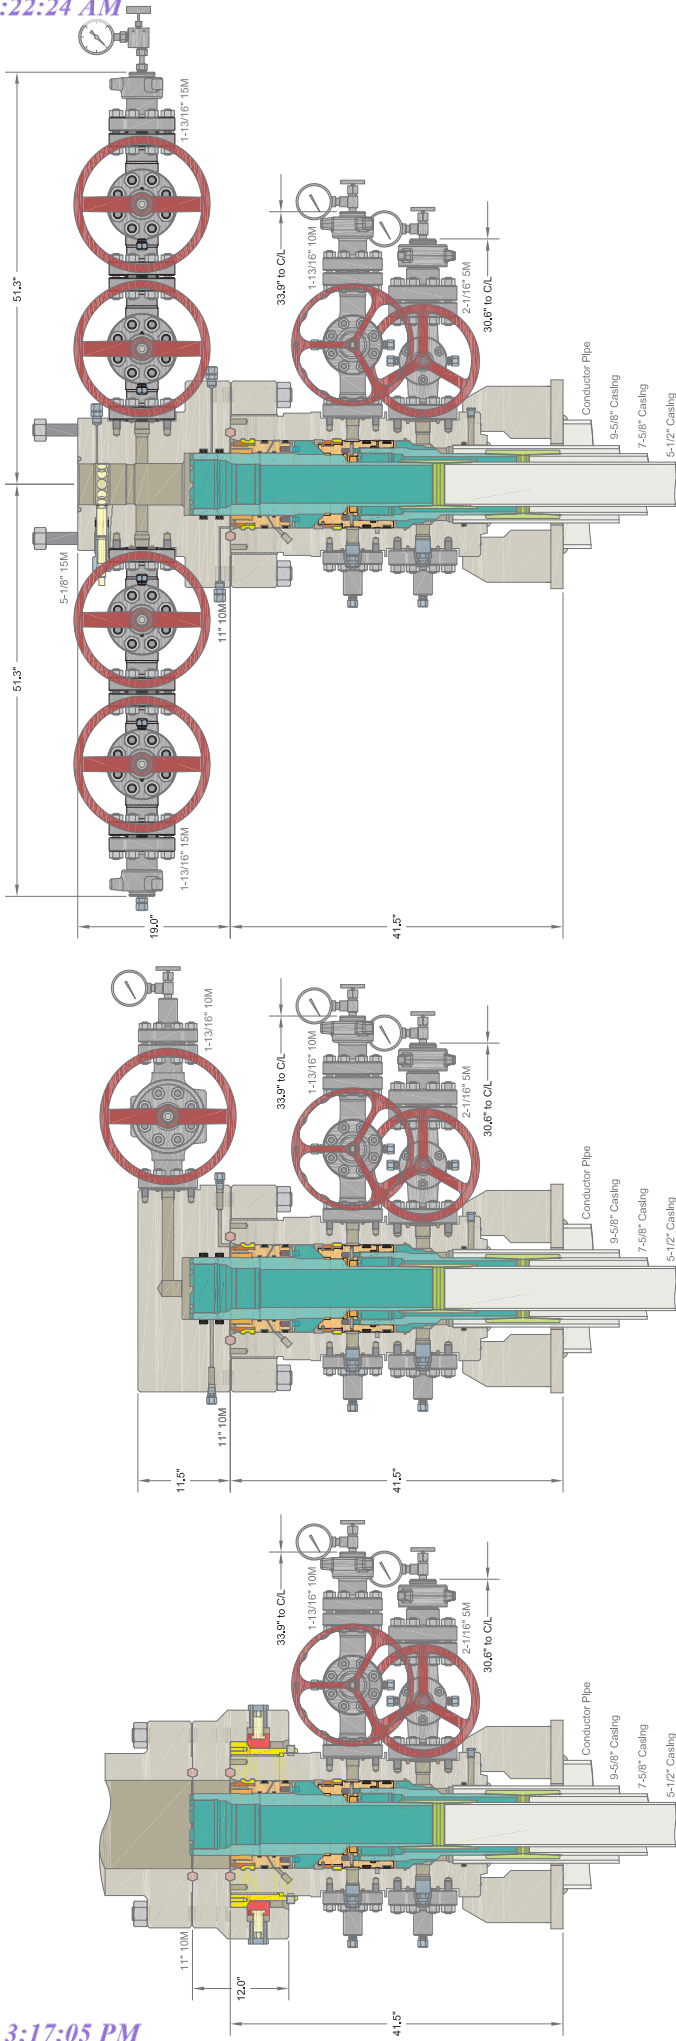 :22:24 AM
1-13/16" 15M
51.3"
33.9" to C/L
1-13/16" 10M
2-1/16" 5M
30.6" to C/L
Conductor Pipe
9-5/8" Casing
7-5/8" Casing
5-1/2" Casing
5-1/8" 15M
11" 10M
51.3"
1-13/16" 15M
19.0"
41.5"
1-13/16" 10M
33.9" to C/L
1-13/16" 10M
2-1/16" 5M
30.6" to C/L
Conductor Pipe
9-5/8" Casing
7-5/8" Casing
5-1/2" Casing
11" 10M
11.5"
41.5"
33.9" to C/L
1-13/16" 10M
2-1/16" 5M
30.6" to C/L
Conductor Pipe
9-5/8" Casing
7-5/8" Casing
5-1/2" Casing
11" 10M
12.0"
41.5"
3:17:05 PM